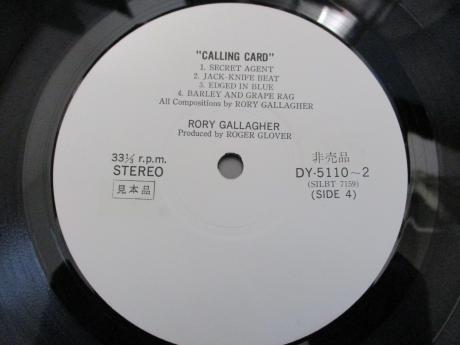 "CALLING CARD"
1. SECRET AGENT
2. JACK-KNIFE BEAT
3. EDGED IN BLUE
4. BARLEY AND GRAPE RAG
All Compositions by RORY GALLAGHER
RORY GALLAGHER
Produced by ROGER GLOVER
33⅓ r.p.m.
STEREO
見本品
非売品
DY-5110~2
(SILBT 7159)
(SIDE 4)